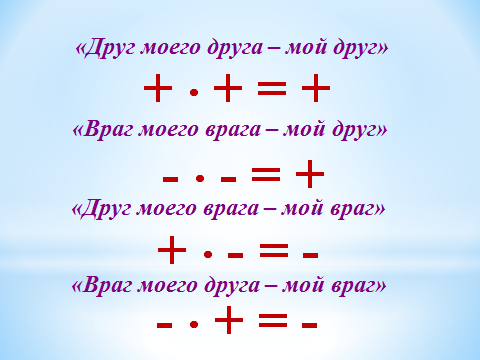 «Друг моего друга – мой друг»
+ · + = +
«Враг моего врага – мой друг»
- · - = +
«Друг моего врага – мой враг»
+ · - = -
«Враг моего друга – мой враг»
- · + = -